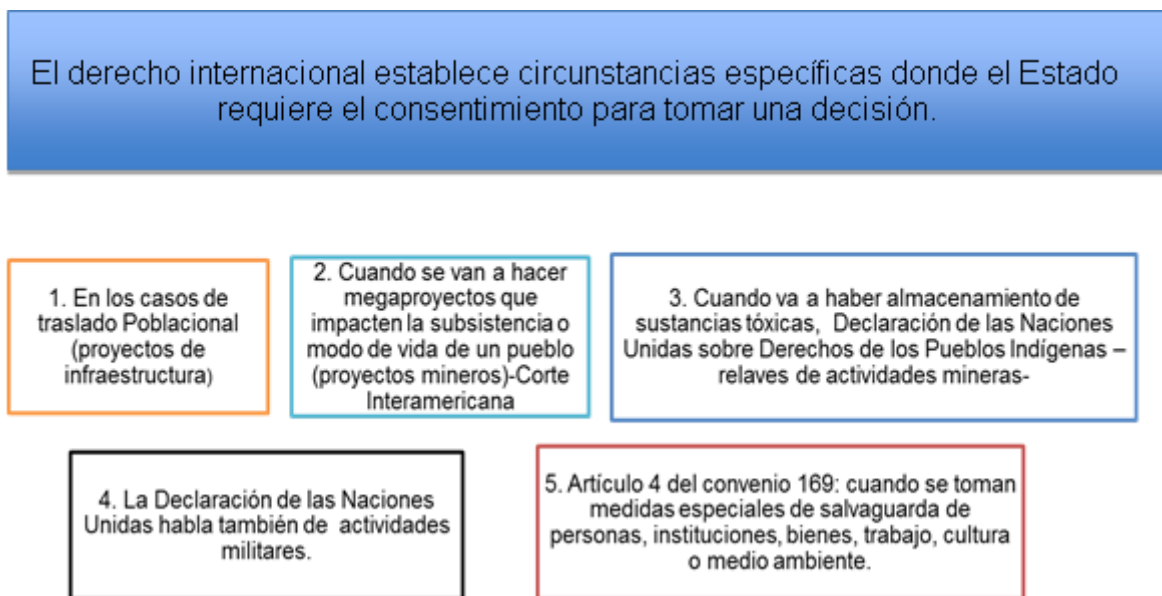 El derecho internacional establece circunstancias específicas donde el Estado
requiere el consentimiento para tomar una decisión.
1. En los casos de
traslado Poblacional
(proyectos de
infraestructura)
2. Cuando se van a hacer
megaproyectos que
impacten la subsistencia o
modo de vida de un pueblo
(proyectos mineros)-Corte
Interamericana
3. Cuando va a haber almacenamiento de
sustancias tóxicas, Declaración de las Naciones
Unidas sobre Derechos de los Pueblos Indígenas –
relaves de actividades mineras-
4. La Declaración de las Naciones
Unidas habla también de actividades
militares.
5. Artículo 4 del convenio 169: cuando se toman
medidas especiales de salvaguarda de
personas, instituciones, bienes, trabajo, cultura
o medio ambiente.